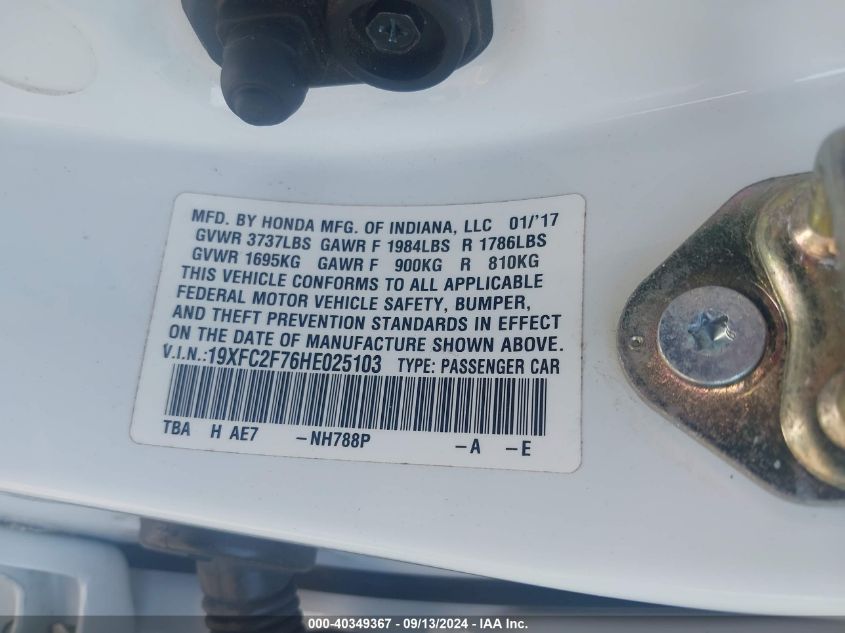 MFD. BY HONDA MFG. OF INDIANA, LLC 01/'17
GVWR 3737LBS GAWR F 1984LBS R 1786LBS
GVWR 1695KG GAWR F 900KG R 810KG
THIS VEHICLE CONFORMS TO ALL APPLICABLE
FEDERAL MOTOR VEHICLE SAFETY, BUMPER,
AND THEFT PREVENTION STANDARDS IN EFFECT
ON THE DATE OF MANUFACTURE SHOWN ABOVE.
V.I.N.:19XFC2F76HE025103 TYPE: PASSENGER CAR
TBA H AE7 -NH788P -A -E
000-40349367 - 09/13/2024 - IAA Inc.